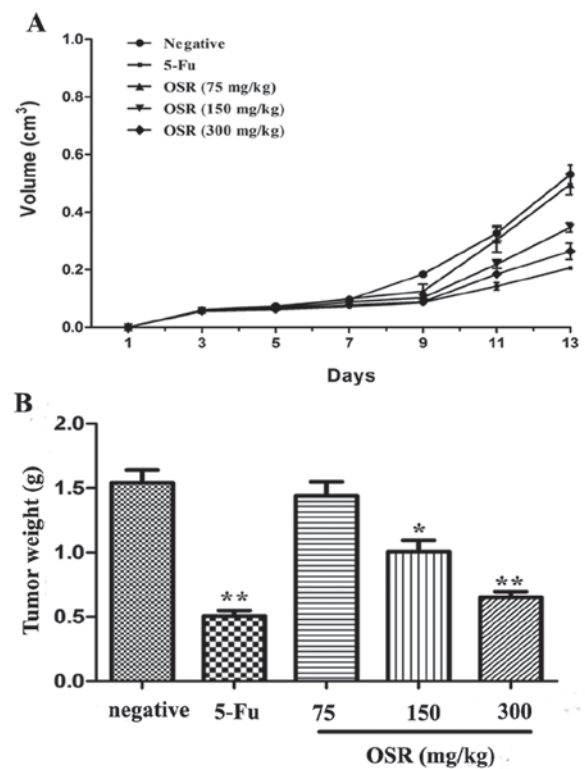 A
Negative
5-Fu
OSR (75 mg/kg)
OSR (150 mg/kg)
OSR (300 mg/kg)
Volume (cm³)
1.0
0.8
0.6
0.4
0.2
0.0
1 3 5 7 9 11 13
Days
B
Tumor weight (g)
2.0
1.5
1.0
0.5
0.0
**
*
**
negative 5-Fu 75 150 300
OSR (mg/kg)